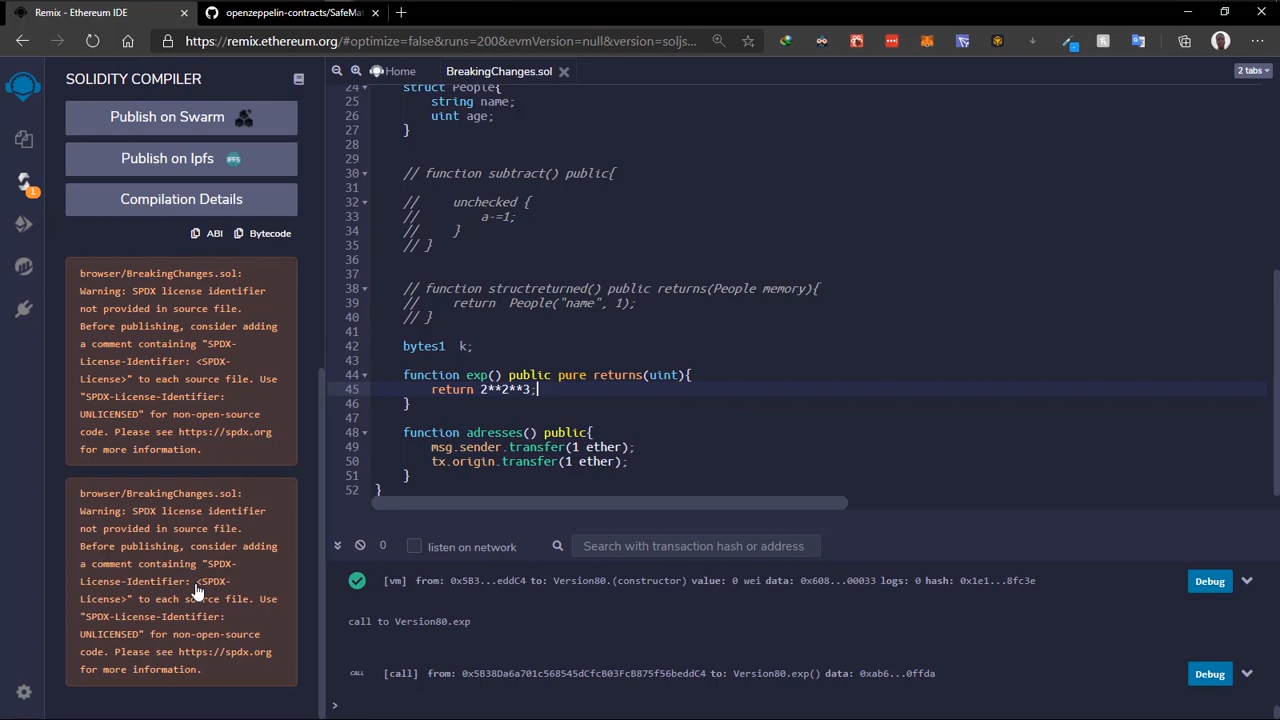 Remix - Ethereum IDE
openzeppelin-contracts/SafeMat
https://remix.ethereum.org/#optimize=false&runs=200&evmVersion=null&version=soljs
SOLIDITY COMPILER
Publish on Swarm
Publish on Ipfs
IPFS
Compilation Details
ABI
Bytecode
1
browser/BreakingChanges.sol:
Warning: SPDX license identifier
not provided in source file.
Before publishing, consider adding
a comment containing "SPDX-
License-Identifier: <SPDX-
License>" to each source file. Use
"SPDX-License-Identifier:
UNLICENSED" for non-open-source
code. Please see https://spdx.org
for more information.
browser/BreakingChanges.sol:
Warning: SPDX license identifier
not provided in source file.
Before publishing, consider adding
a comment containing "SPDX-
License-Identifier: <SPDX-
License>" to each source file. Use
"SPDX-License-Identifier:
UNLICENSED" for non-open-source
code. Please see https://spdx.org
for more information.
Home
BreakingChanges.sol
2 tabs
24 struct People{
25 string name;
26 uint age;
27 }
28
29
30 // function subtract() public{
31
32 // unchecked {
33 // a-=1;
34 // }
35 // }
36
37
38 // function structreturned() public returns(People memory){
39 // return People("name", 1);
40 // }
41
42 bytes1 k;
43
44 function exp() public pure returns(uint){
45 return 2**2**3;
46 }
47
48 function adresses() public{
49 msg.sender.transfer(1 ether);
50 tx.origin.transfer(1 ether);
51 }
52 }
0
listen on network
Search with transaction hash or address
[vm] from: 0x5B3...eddC4 to: Version80.(constructor) value: 0 wei data: 0x608...00033 logs: 0 hash: 0x1e1...8fc3e
Debug
call to Version80.exp
CALL [call] from: 0x5B38Da6a701c568545dCfcB03FcB875f56beddC4 to: Version80.exp() data: 0xab6...0ffda
Debug
>